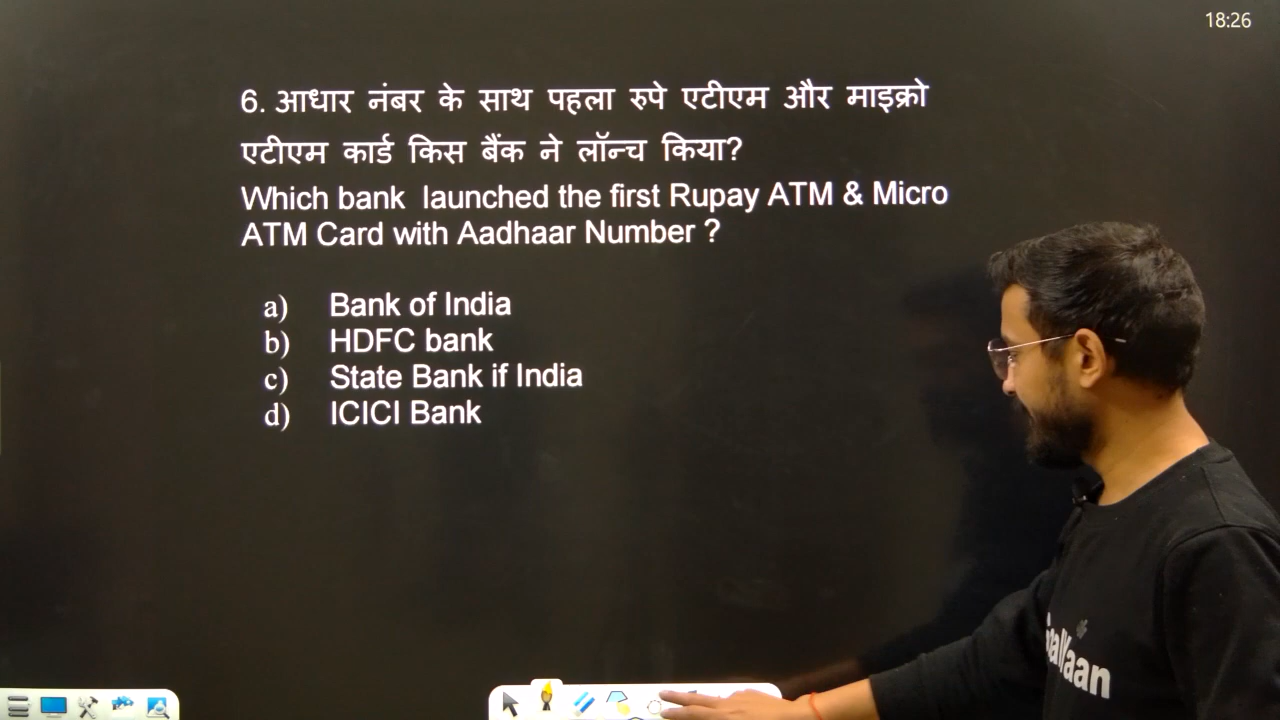 18:26
6. आधार नंबर के साथ पहला रुपे एटीएम और माइक्रो
एटीएम कार्ड किस बैंक ने लॉन्च किया?
Which bank launched the first Rupay ATM & Micro
ATM Card with Aadhaar Number ?
a) Bank of India
b) HDFC bank
c) State Bank if India
d) ICICI Bank